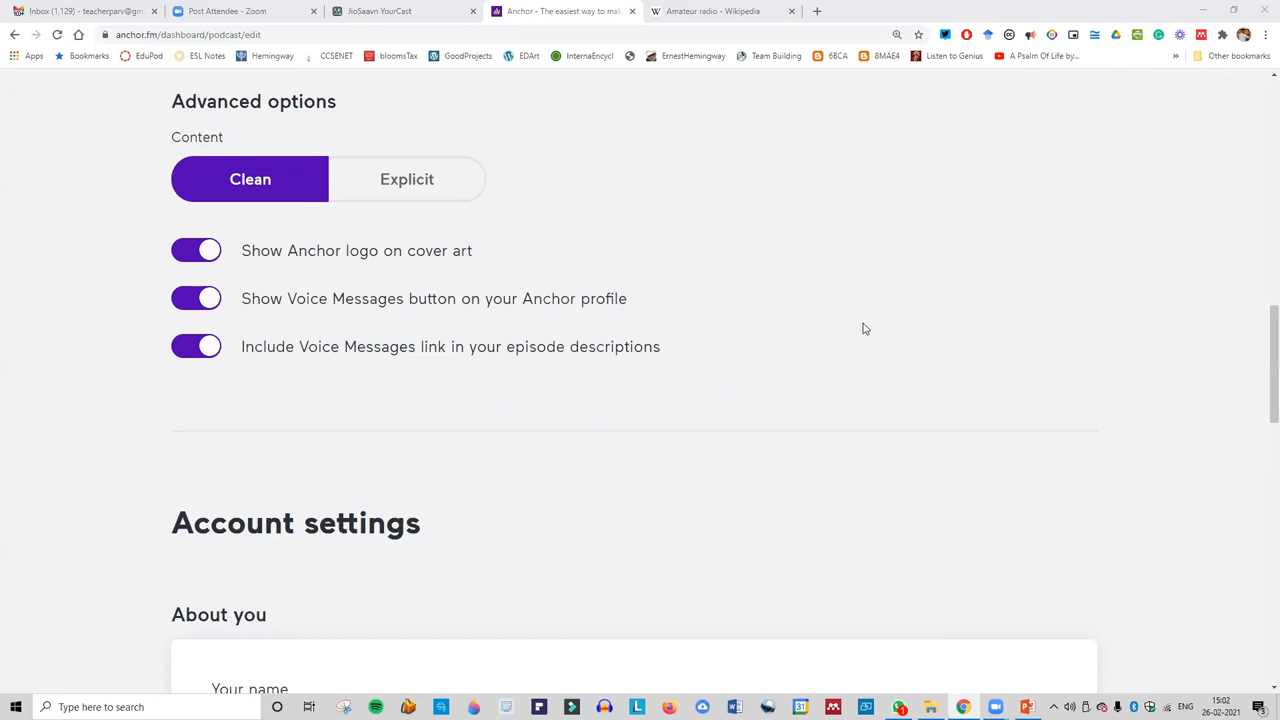 Inbox (1,129) - teacherparv@gm
Post Attendee - Zoom
JioSaavn YourCast
Anchor - The easiest way to mak
Amateur radio - Wikipedia
anchor.fm/dashboard/podcast/edit
Apps
Bookmarks
EduPod
ESL Notes
Hemingway
CCSENET
bloomsTax
GoodProjects
EDArt
InternaEncycl
ErnestHemingway
Team Building
6BCA
8MAE4
Listen to Genius
A Psalm Of Life by...
»
Other bookmarks
Advanced options
Content
Clean
Explicit
Show Anchor logo on cover art
Show Voice Messages button on your Anchor profile
Include Voice Messages link in your episode descriptions
Account settings
About you
Your name
Type here to search
ENG
15:02
26-02-2021